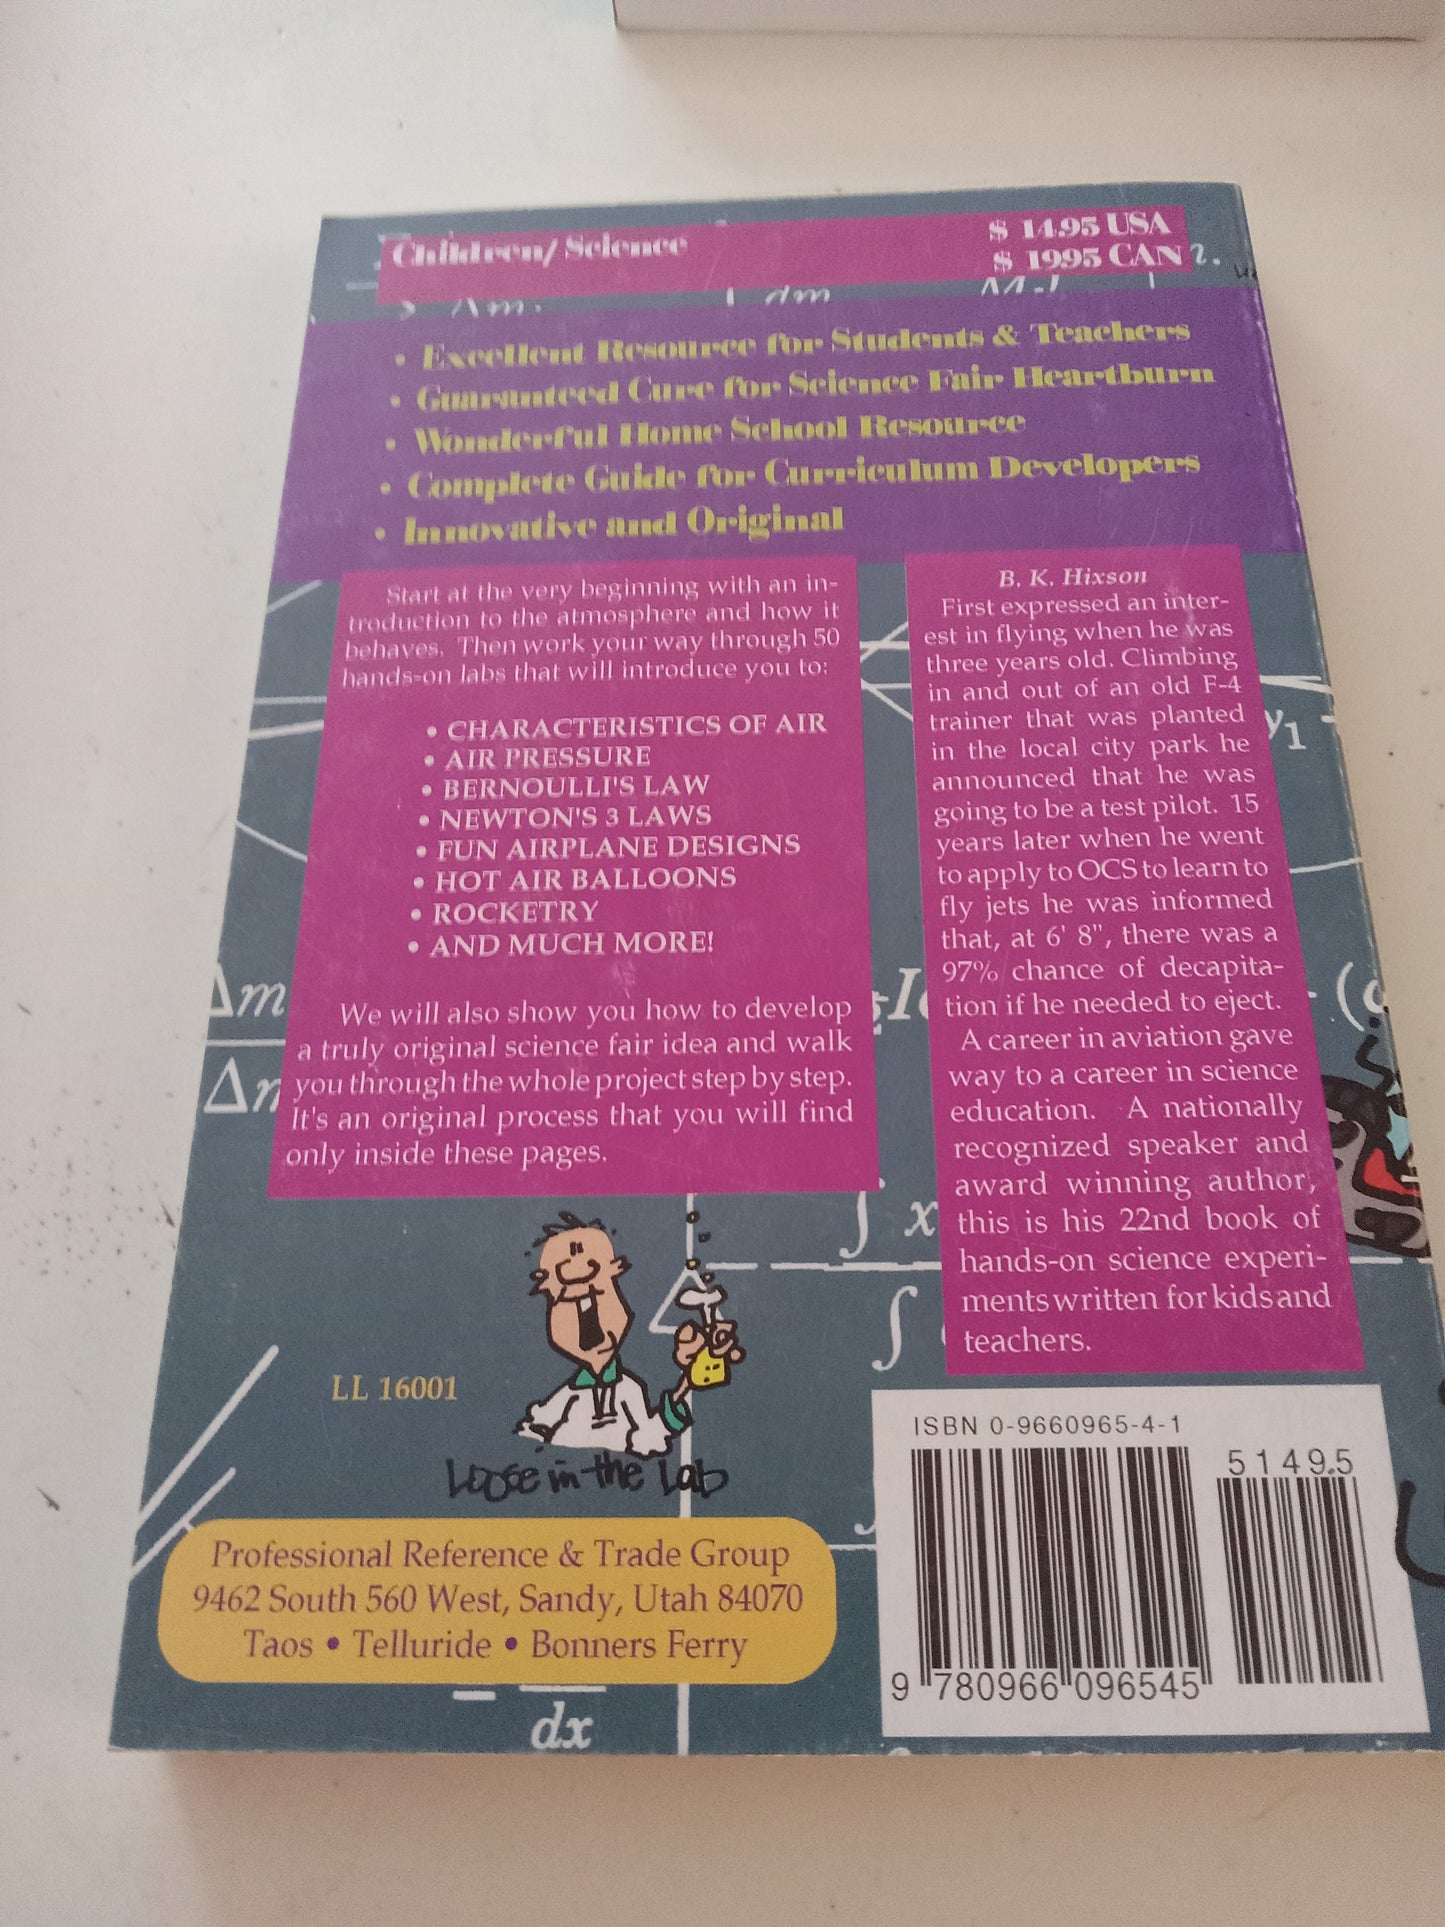 Children/Science
$ 14.95 USA
$ 19.95 CAN
• Excellent Resource for Students & Teachers
• Guaranteed Cure for Science Fair Heartburn
• Wonderful Home School Resource
• Complete Guide for Curriculum Developers
• Innovative and Original
Start at the very beginning with an in-
troduction to the atmosphere and how it
behaves. Then work your way through 50
hands-on labs that will introduce you to:
• CHARACTERISTICS OF AIR
• AIR PRESSURE
• BERNOULLI'S LAW
• NEWTON'S 3 LAWS
• FUN AIRPLANE DESIGNS
• HOT AIR BALLOONS
• ROCKETRY
• AND MUCH MORE!
We will also show you how to develop
a truly original science fair idea and walk
you through the whole project step by step.
It's an original process that you will find
only inside these pages.
B. K. Hixson
First expressed an inter-
est in flying when he was
three years old. Climbing
in and out of an old F-4
trainer that was planted
in the local city park he
announced that he was
going to be a test pilot. 15
years later when he went
to apply to OCS to learn to
fly jets he was informed
that, at 6' 8", there was a
97% chance of decapita-
tion if he needed to eject.
A career in aviation gave
way to a career in science
education. A nationally
recognized speaker and
award winning author,
this is his 22nd book of
hands-on science experi-
ments written for kids and
teachers.
y1
Δm
Δn
∫ x
∫
LL 16001
Loose in the Lab
Professional Reference & Trade Group
9462 South 560 West, Sandy, Utah 84070
Taos • Telluride • Bonners Ferry
dx
ISBN 0-9660965-4-1
51495
9 780966 096545